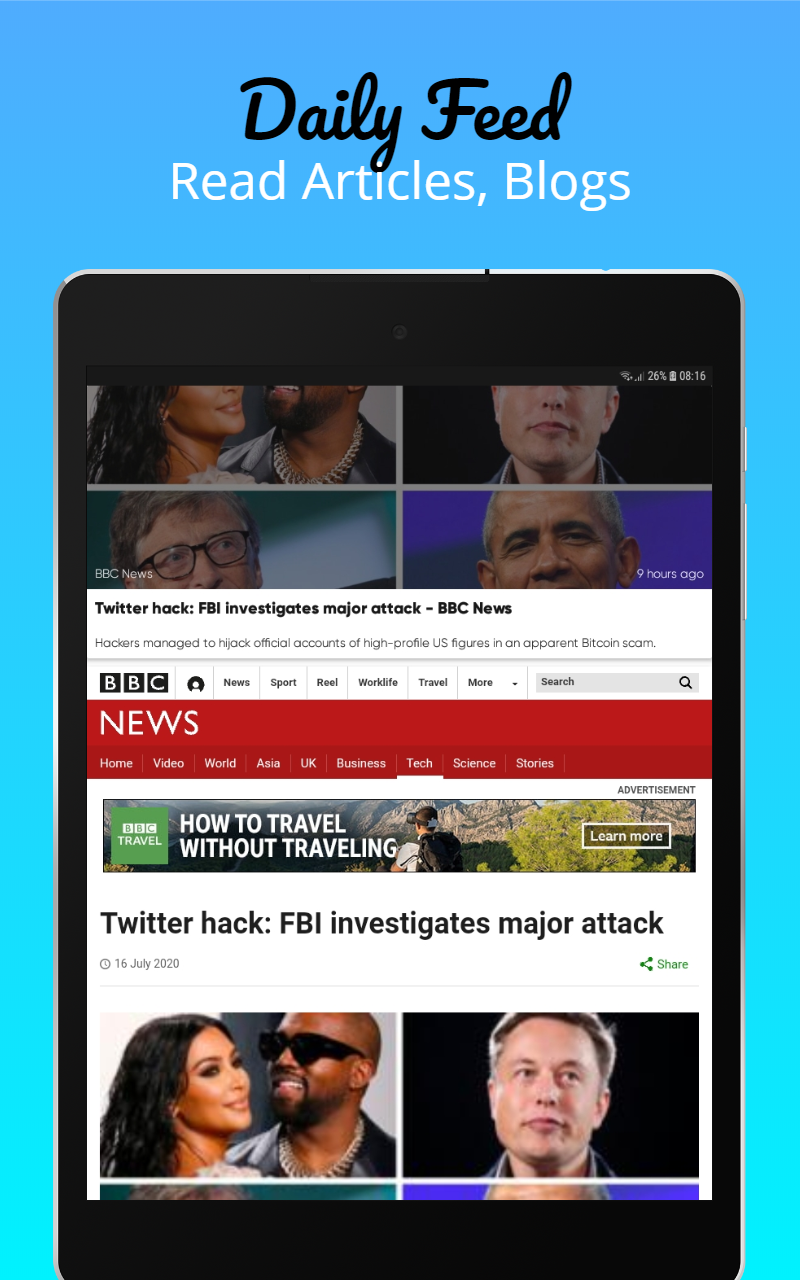 Daily Feed
Read Articles, Blogs
26% 08:16
BBC News 9 hours ago
Twitter hack: FBI investigates major attack - BBC News
Hackers managed to hijack official accounts of high-profile US figures in an apparent Bitcoin scam.
BBC News Sport Reel Worklife Travel More Search
NEWS
Home Video World Asia UK Business Tech Science Stories
ADVERTISEMENT
BBC TRAVEL
HOW TO TRAVEL
WITHOUT TRAVELING
Learn more
Twitter hack: FBI investigates major attack
16 July 2020 Share